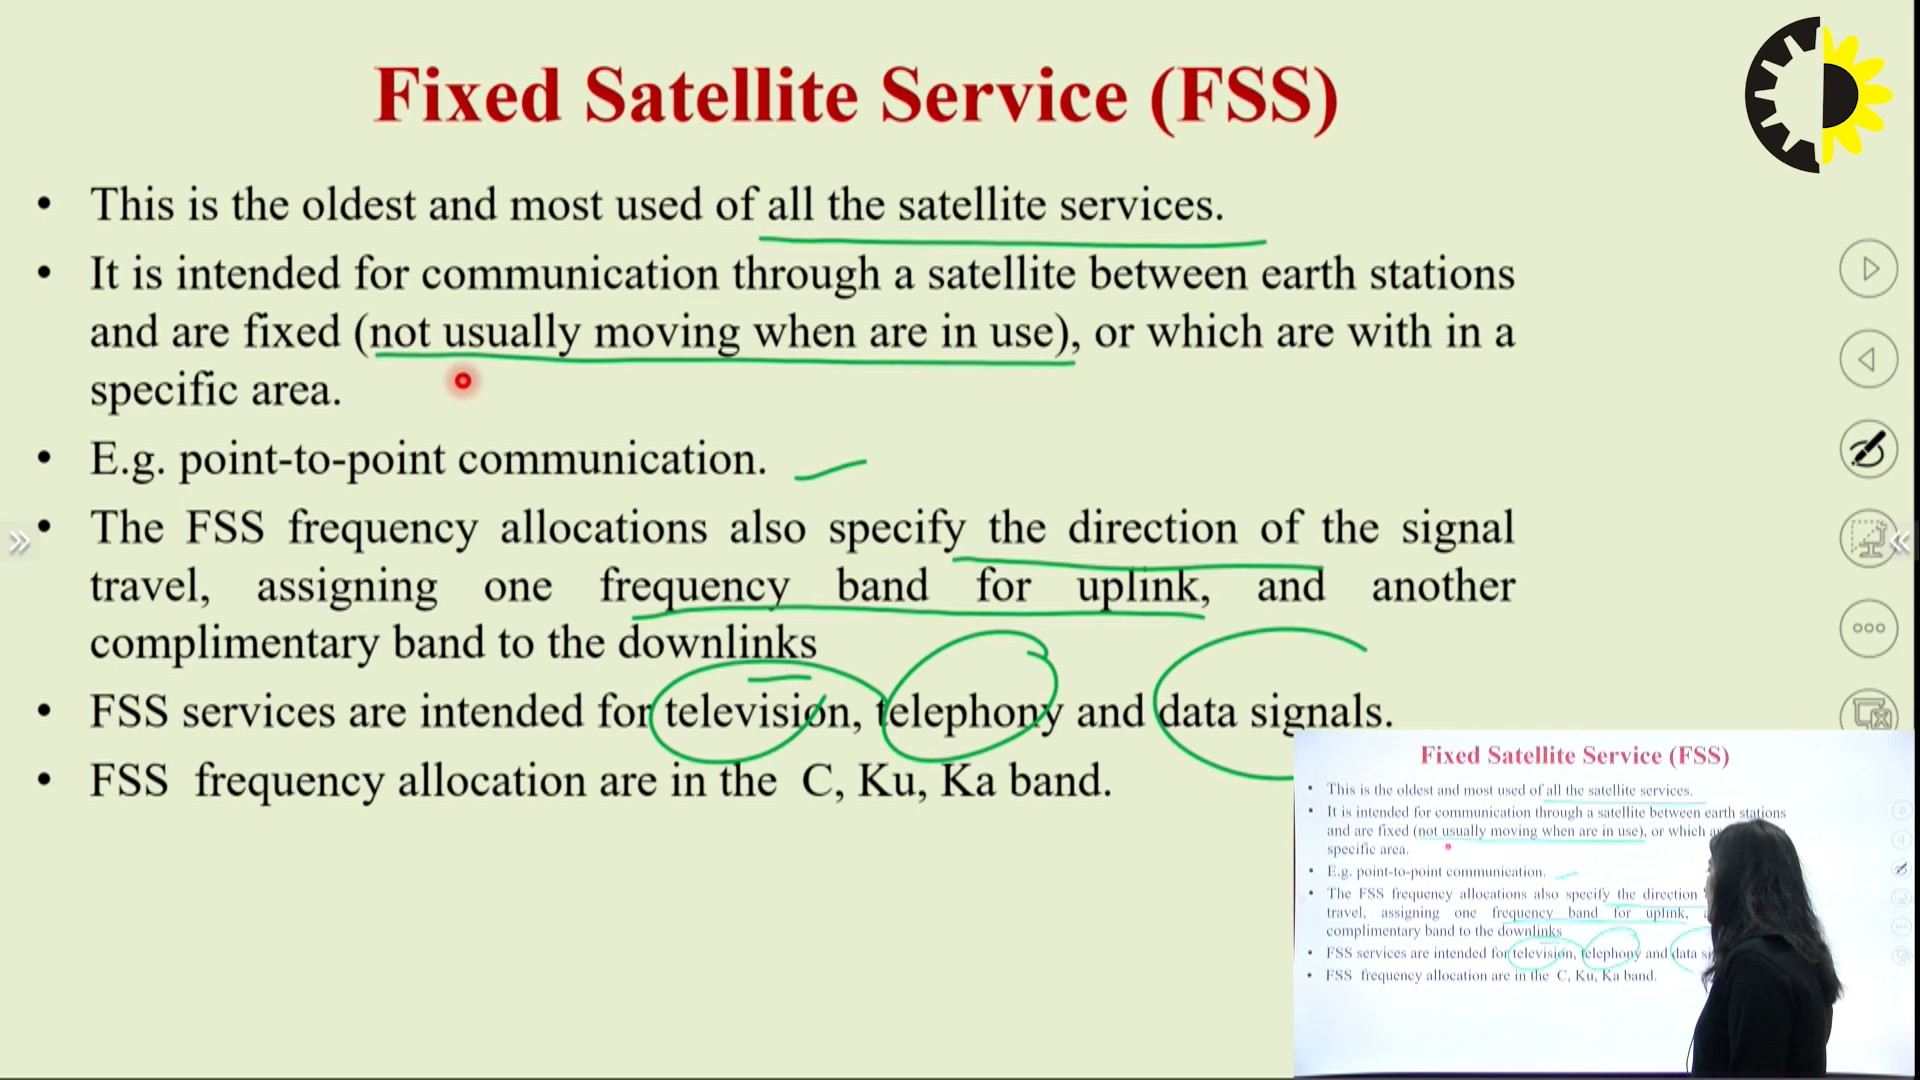 Fixed Satellite Service (FSS)
• This is the oldest and most used of all the satellite services.
• It is intended for communication through a satellite between earth stations
and are fixed (not usually moving when are in use), or which are with in a
specific area.
• E.g. point-to-point communication.
• The FSS frequency allocations also specify the direction of the signal
travel, assigning one frequency band for uplink, and another
complimentary band to the downlinks
• FSS services are intended for television, telephony and data signals.
• FSS frequency allocation are in the C, Ku, Ka band.
Fixed Satellite Service (FSS)
• This is the oldest and most used of all the satellite services.
• It is intended for communication through a satellite between earth stations
and are fixed (not usually moving when are in use), or which
specific area.
• E.g. point-to-point communication.
• The FSS frequency allocations also specify the direction
travel, assigning one frequency band for uplink,
complimentary band to the downlinks
• FSS services are intended for television, telephony and data
• FSS frequency allocation are in the C, Ku, Ka band.